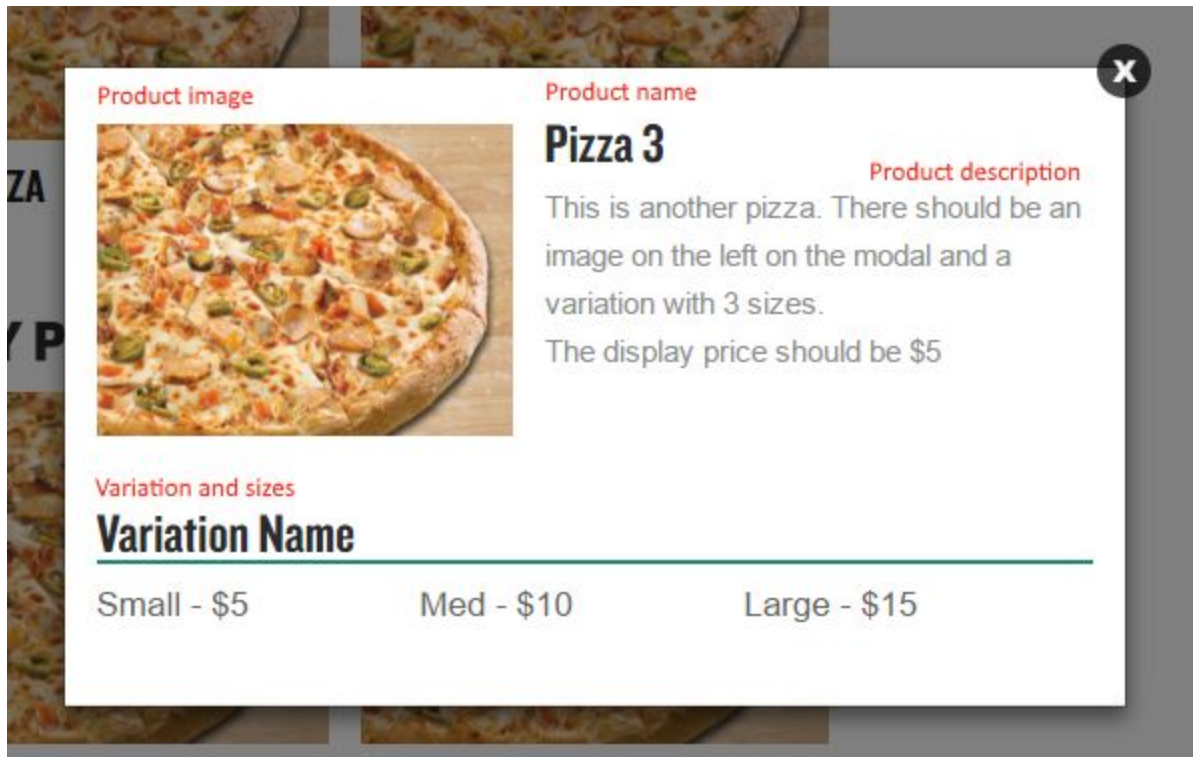 Product image
Product name
X
Pizza 3
Product description
ZA
This is another pizza. There should be an
image on the left on the modal and a
variation with 3 sizes.
The display price should be $5
Y P
Variation and sizes
Variation Name
Small - $5
Med - $10
Large - $15